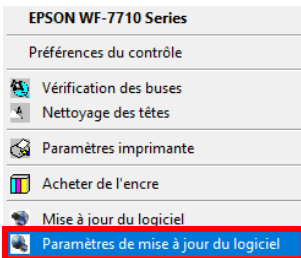 EPSON WF-7710 Series
Préférences du contrôle
Vérification des buses
Nettoyage des têtes
Paramètres imprimante
Acheter de l'encre
Mise à jour du logiciel
Paramètres de mise à jour du logiciel